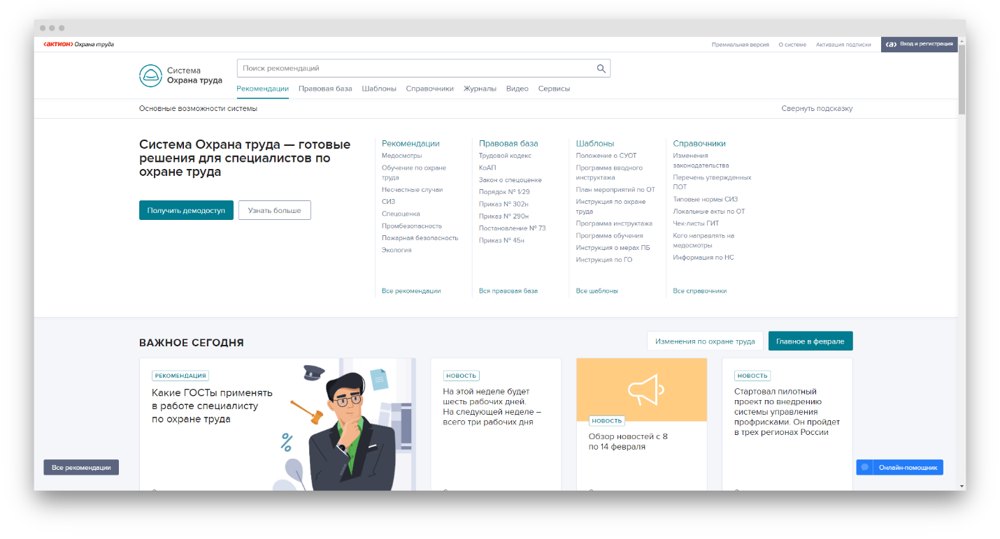 ‹актион› Охрана труда
Премиальная версия
О системе
Активация подписки
‹а› Вход и регистрация
Система
Охрана труда
Поиск рекомендаций
Рекомендации
Правовая база
Шаблоны
Справочники
Журналы
Видео
Сервисы
Основные возможности системы
Свернуть подсказку
Система Охрана труда — готовые
решения для специалистов по
охране труда
Получить демодоступ
Узнать больше
Рекомендации
Медосмотры
Обучение по охране
труда
Несчастные случаи
СИЗ
Спецоценка
Промбезопасность
Пожарная безопасность
Экология
Все рекомендации
Правовая база
Трудовой кодекс
КоАП
Закон о спецоценке
Порядок № 1/29
Приказ № 302н
Приказ № 290н
Постановление № 73
Приказ № 45н
Вся правовая база
Шаблоны
Положение о СУОТ
Программа вводного
инструктажа
План мероприятий по ОТ
Инструкция по охране
труда
Программа инструктажа
Программа обучения
Инструкция о мерах ПБ
Инструкция по ГО
Все шаблоны
Справочники
Изменения
законодательства
Перечень утвержденных
ПОТ
Типовые нормы СИЗ
Локальные акты по ОТ
Чек-листы ГИТ
Кого направлять на
медосмотры
Информация по НС
Все справочники
ВАЖНОЕ СЕГОДНЯ
Изменения по охране труда
Главное в феврале
РЕКОМЕНДАЦИЯ
Какие ГОСТы применять
в работе специалисту
по охране труда
%
НОВОСТЬ
На этой неделе будет
шесть рабочих дней.
На следующей неделе –
всего три рабочих дня
НОВОСТЬ
Обзор новостей с 8
по 14 февраля
НОВОСТЬ
Стартовал пилотный
проект по внедрению
системы управления
профрисками. Он пройдет
в трех регионах России
Все рекомендации
Онлайн-помощник